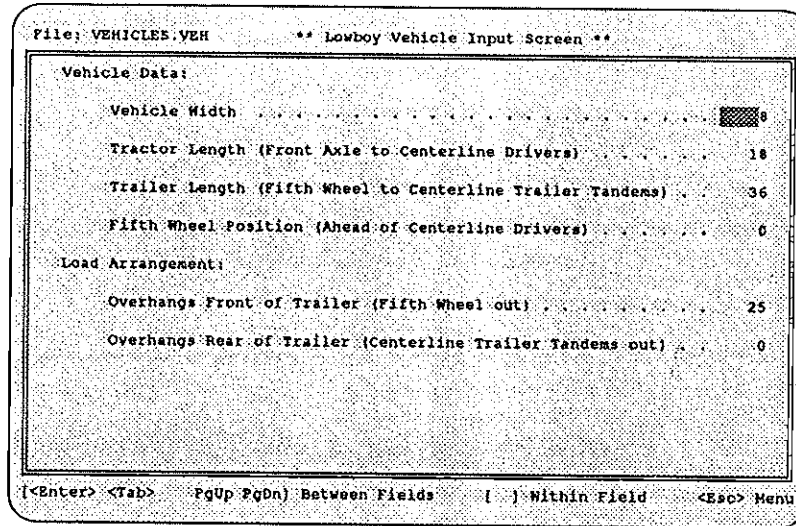 File: VEHICLES.VEH ** Lowboy Vehicle Input Screen **
Vehicle Data:
Vehicle Width . . . . . . . . . . . . . . . . . . . . . . . . 8
Tractor Length (Front Axle to Centerline Drivers) . . . . . . 18
Trailer Length (Fifth Wheel to Centerline Trailer Tandems) . . 36
Fifth Wheel Position (Ahead of Centerline Drivers) . . . . . . 0
Load Arrangement:
Overhangs Front of Trailer (Fifth Wheel out) . . . . . . . . . 25
Overhangs Rear of Trailer (Centerline Trailer Tandems out) . . 0
[<Enter> <Tab> PgUp PgDn] Between Fields [ ] Within Field <Esc> Menu